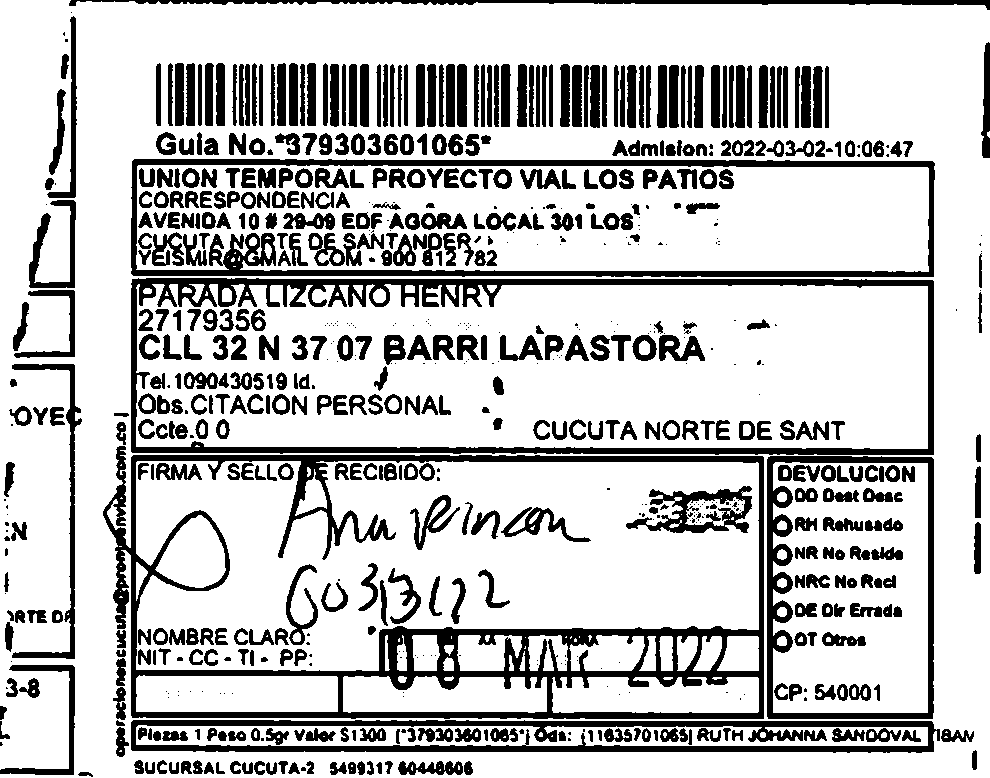 Guia No.*379303601065*
Admision: 2022-03-02-10:06:47
UNION TEMPORAL PROYECTO VIAL LOS PATIOS
CORRESPONDENCIA
AVENIDA 10 # 29-09 EDF AGORA LOCAL 301 LOS
CUCUTA NORTE DE SANTANDER
YEISMIR@GMAIL COM - 900 812 782
PARADA LIZCANO HENRY
27179356
CLL 32 N 37 07 BARRI LAPASTORA
Tel.1090430519 Id.
Obs.CITACION PERSONAL
Ccte.0 0
CUCUTA NORTE DE SANT
OYEC
EN
ORTE DE
3-8
operacionescucuta@prontoenvios.com.co
FIRMA Y SELLO DE RECIBIDO:
Ana Rincon
NOMBRE CLARO:
NIT - CC - TI - PP:
08 MAR 2022
DEVOLUCION
DD Dest Desc
RH Rehusado
NR No Reside
NRC No Recl
DE Dir Errada
OT Otros
CP: 540001
Piezas 1 Peso 0.5gr Valor $1300 [*379303601065*] Ods: {11635701065} RUTH JOHANNA SANDOVAL
SUCURSAL CUCUTA-2 5499317 60448606